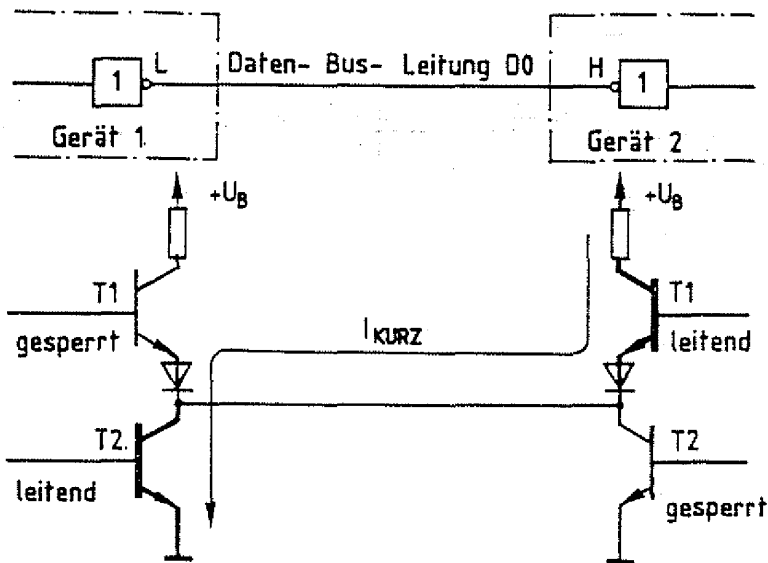 L Daten- Bus- Leitung D0 H
1 1
Gerät 1 Gerät 2
+U_B +U_B
T1 T1
gesperrt I_KURZ leitend
T2. T2
leitend gesperrt